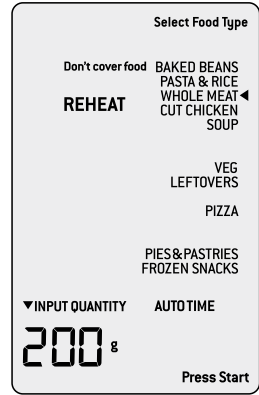 Select Food Type
Don't cover food BAKED BEANS
PASTA & RICE
REHEAT WHOLE MEAT◀
CUT CHICKEN
SOUP
VEG
LEFTOVERS
PIZZA
PIES&PASTRIES
FROZEN SNACKS
▼INPUT QUANTITY AUTO TIME
200 g
Press Start